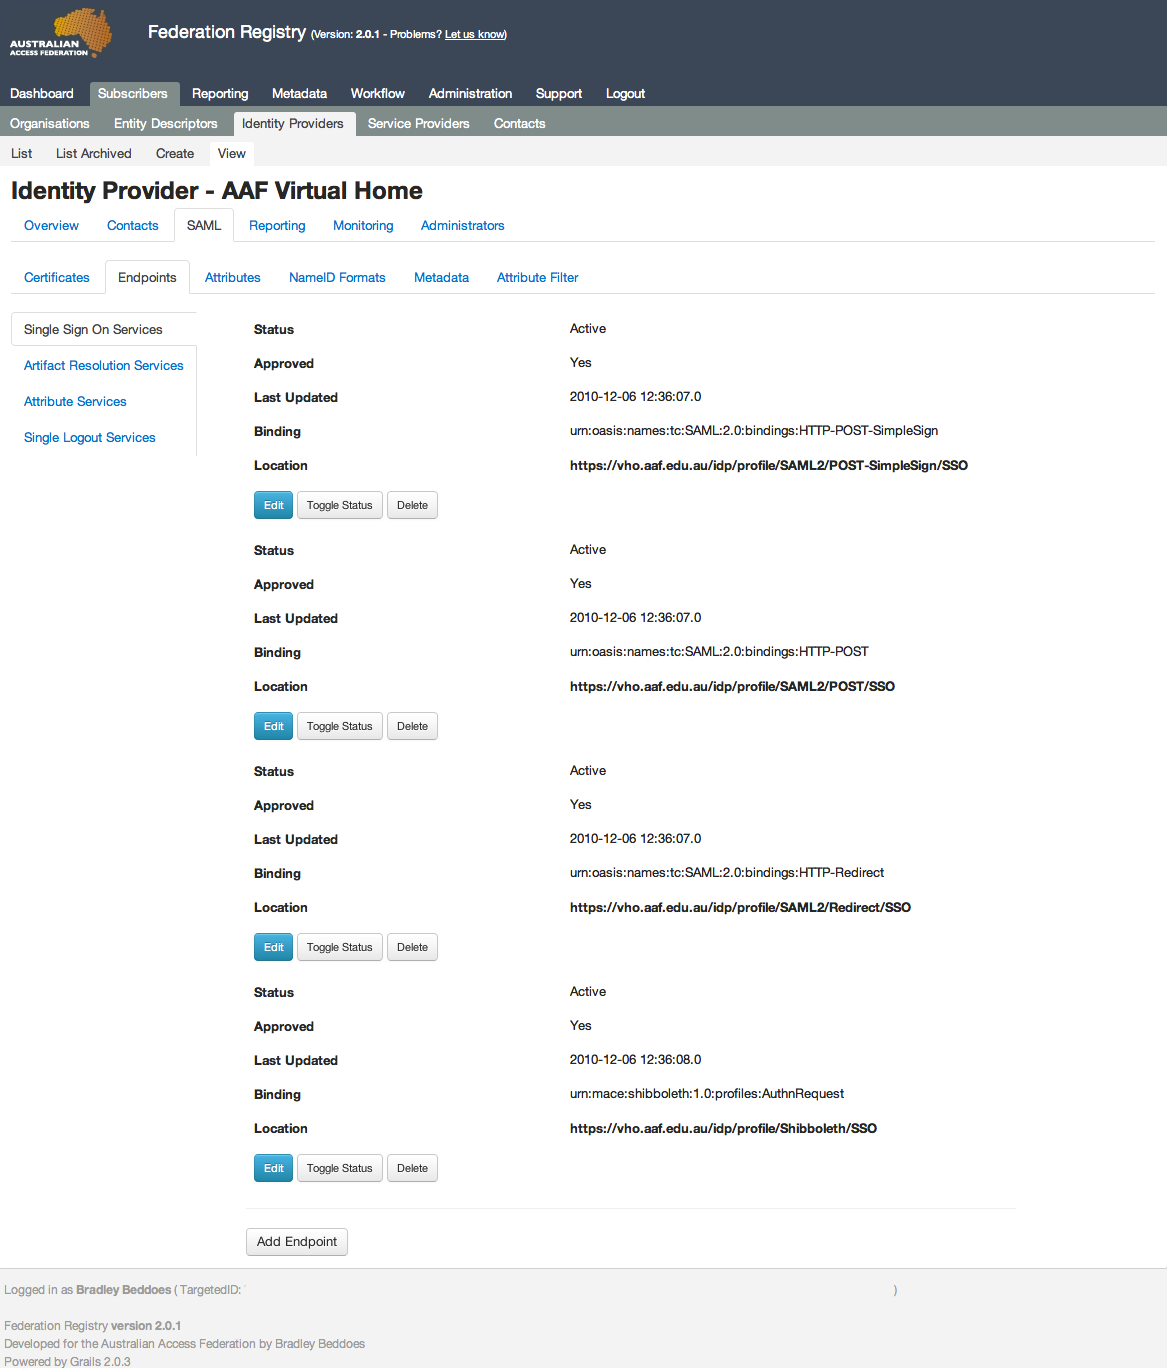 AUSTRALIAN
ACCESS FEDERATION
Federation Registry (Version: 2.0.1 - Problems? Let us know)
Dashboard Subscribers Reporting Metadata Workflow Administration Support Logout
Organisations Entity Descriptors Identity Providers Service Providers Contacts
List List Archived Create View
Identity Provider - AAF Virtual Home
Overview Contacts SAML Reporting Monitoring Administrators
Certificates Endpoints Attributes NameID Formats Metadata Attribute Filter
Single Sign On Services
Artifact Resolution Services
Attribute Services
Single Logout Services
Status Active
Approved Yes
Last Updated 2010-12-06 12:36:07.0
Binding urn:oasis:names:tc:SAML:2.0:bindings:HTTP-POST-SimpleSign
Location https://vho.aaf.edu.au/idp/profile/SAML2/POST-SimpleSign/SSO
Edit Toggle Status Delete
Status Active
Approved Yes
Last Updated 2010-12-06 12:36:07.0
Binding urn:oasis:names:tc:SAML:2.0:bindings:HTTP-POST
Location https://vho.aaf.edu.au/idp/profile/SAML2/POST/SSO
Edit Toggle Status Delete
Status Active
Approved Yes
Last Updated 2010-12-06 12:36:07.0
Binding urn:oasis:names:tc:SAML:2.0:bindings:HTTP-Redirect
Location https://vho.aaf.edu.au/idp/profile/SAML2/Redirect/SSO
Edit Toggle Status Delete
Status Active
Approved Yes
Last Updated 2010-12-06 12:36:08.0
Binding urn:mace:shibboleth:1.0:profiles:AuthnRequest
Location https://vho.aaf.edu.au/idp/profile/Shibboleth/SSO
Edit Toggle Status Delete
Add Endpoint
Logged in as Bradley Beddoes ( TargetedID: )
Federation Registry version 2.0.1
Developed for the Australian Access Federation by Bradley Beddoes
Powered by Grails 2.0.3